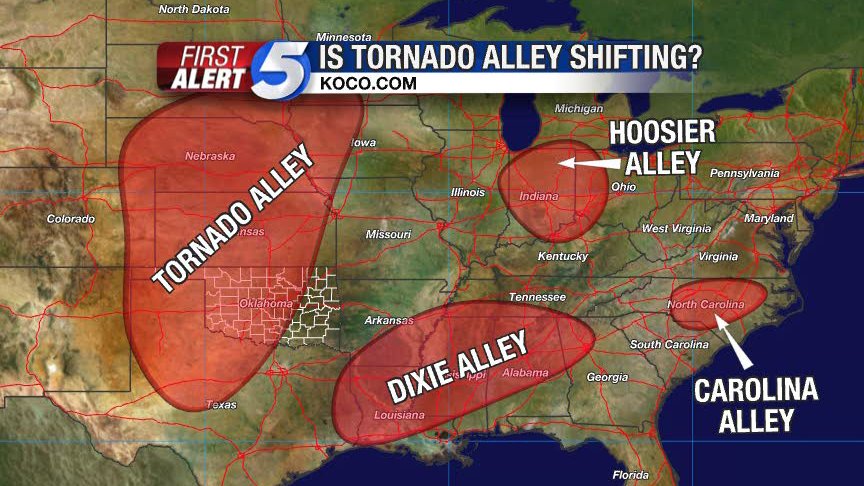 North Dakota
Minnesota
FIRST
ALERT
5
IS TORNADO ALLEY SHIFTING?
KOCO.COM
Michigan
HOOSIER
ALLEY
Iowa
Nebraska
TORNADO ALLEY
Pennsylvania
Illinois
Indiana
Ohio
Colorado
Kansas
Missouri
West Virginia
Maryland
Kentucky
Virginia
Oklahoma
Tennessee
North Carolina
Arkansas
DIXIE ALLEY
South Carolina
Mississippi
Alabama
Georgia
CAROLINA
ALLEY
Texas
Louisiana
Florida